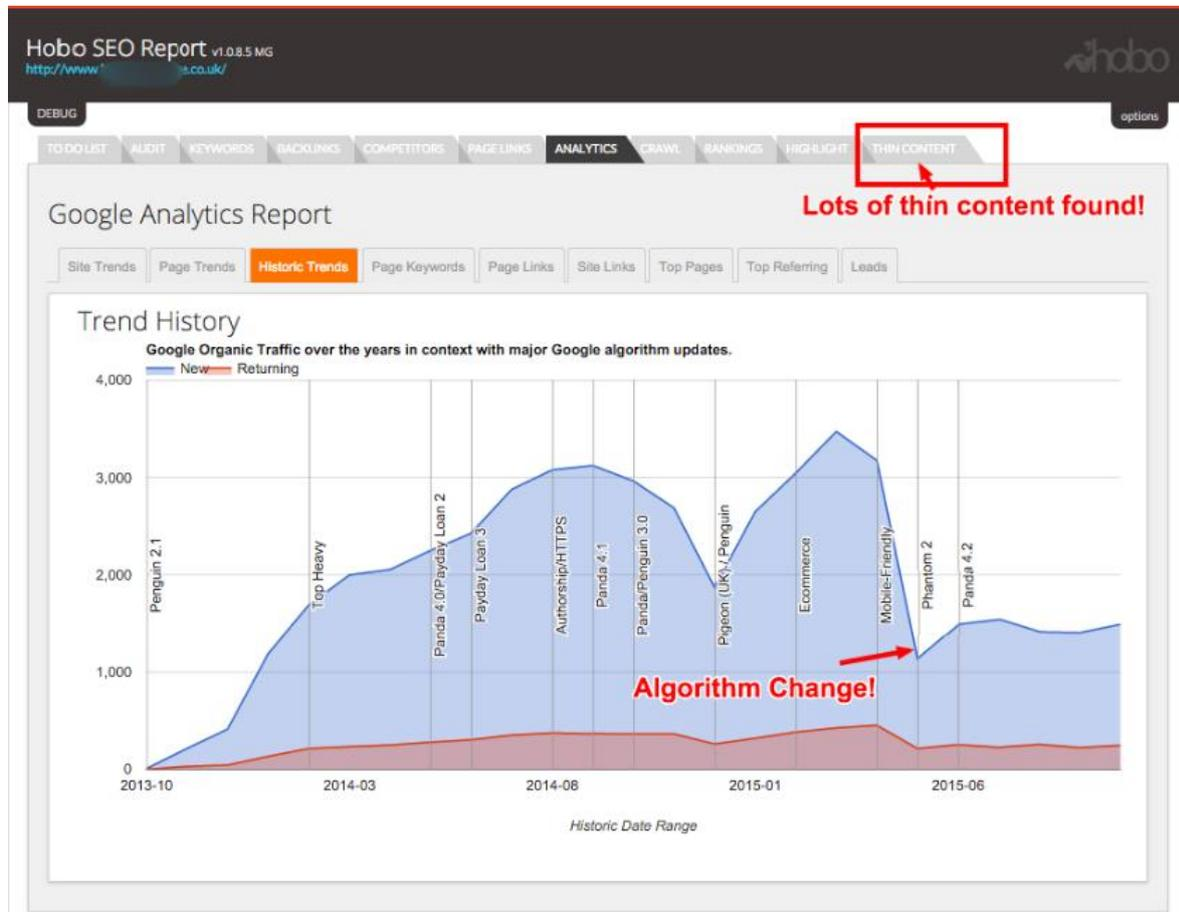 Hobo SEO Report v1.0.8.5 MG
http://www. .co.uk/
hobo
DEBUG
options
TO DO LIST AUDIT KEYWORDS BACKLINKS COMPETITORS PAGE LINKS ANALYTICS CRAWL RANKINGS HIGHLIGHT THIN CONTENT
Lots of thin content found!
Google Analytics Report
Site Trends Page Trends Historic Trends Page Keywords Page Links Site Links Top Pages Top Referring Leads
Trend History
Google Organic Traffic over the years in context with major Google algorithm updates.
New Returning
4,000
3,000
2,000
1,000
0
Penguin 2.1
Top Heavy
Panda 4.0/Payday Loan 2
Payday Loan 3
Authorship/HTTPS
Panda 4.1
Panda/Penguin 3.0
Pigeon (UK) / Penguin
Ecommerce
Mobile-Friendly
Phantom 2
Panda 4.2
Algorithm Change!
2013-10 2014-03 2014-08 2015-01 2015-06
Historic Date Range